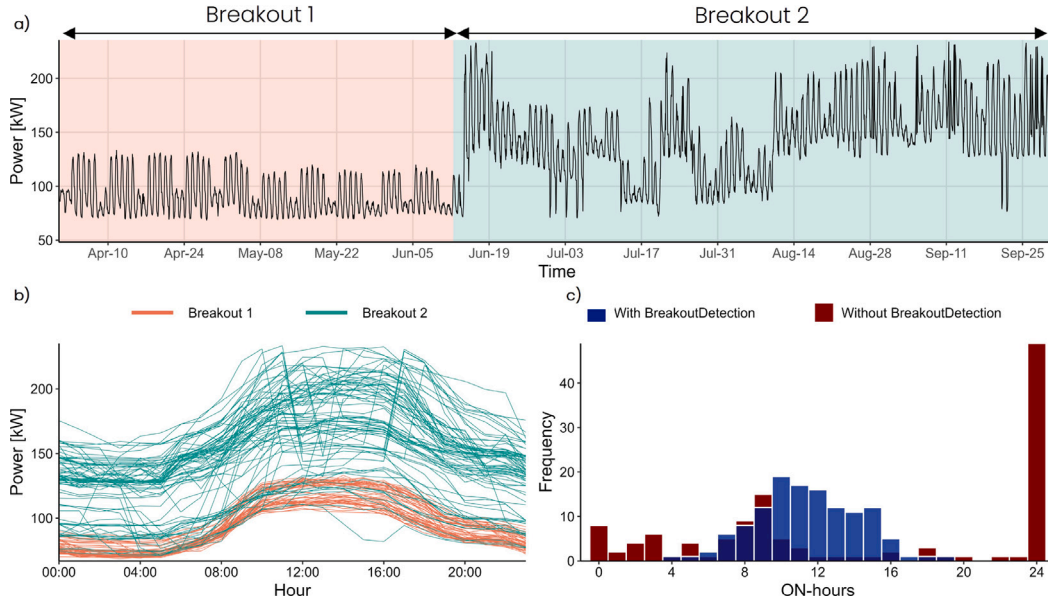 Breakout 1 Breakout 2
a)
Power [kW]
200
150
100
50
Apr-10 Apr-24 May-08 May-22 Jun-05 Jun-19 Jul-03 Jul-17 Jul-31 Aug-14 Aug-28 Sep-11 Sep-25
Time
b)
Breakout 1 Breakout 2
Power [kW]
200
150
100
00:00 04:00 08:00 12:00 16:00 20:00
Hour
c)
With BreakoutDetection Without BreakoutDetection
Frequency
40
30
20
10
0
0 4 8 12 16 20 24
ON-hours